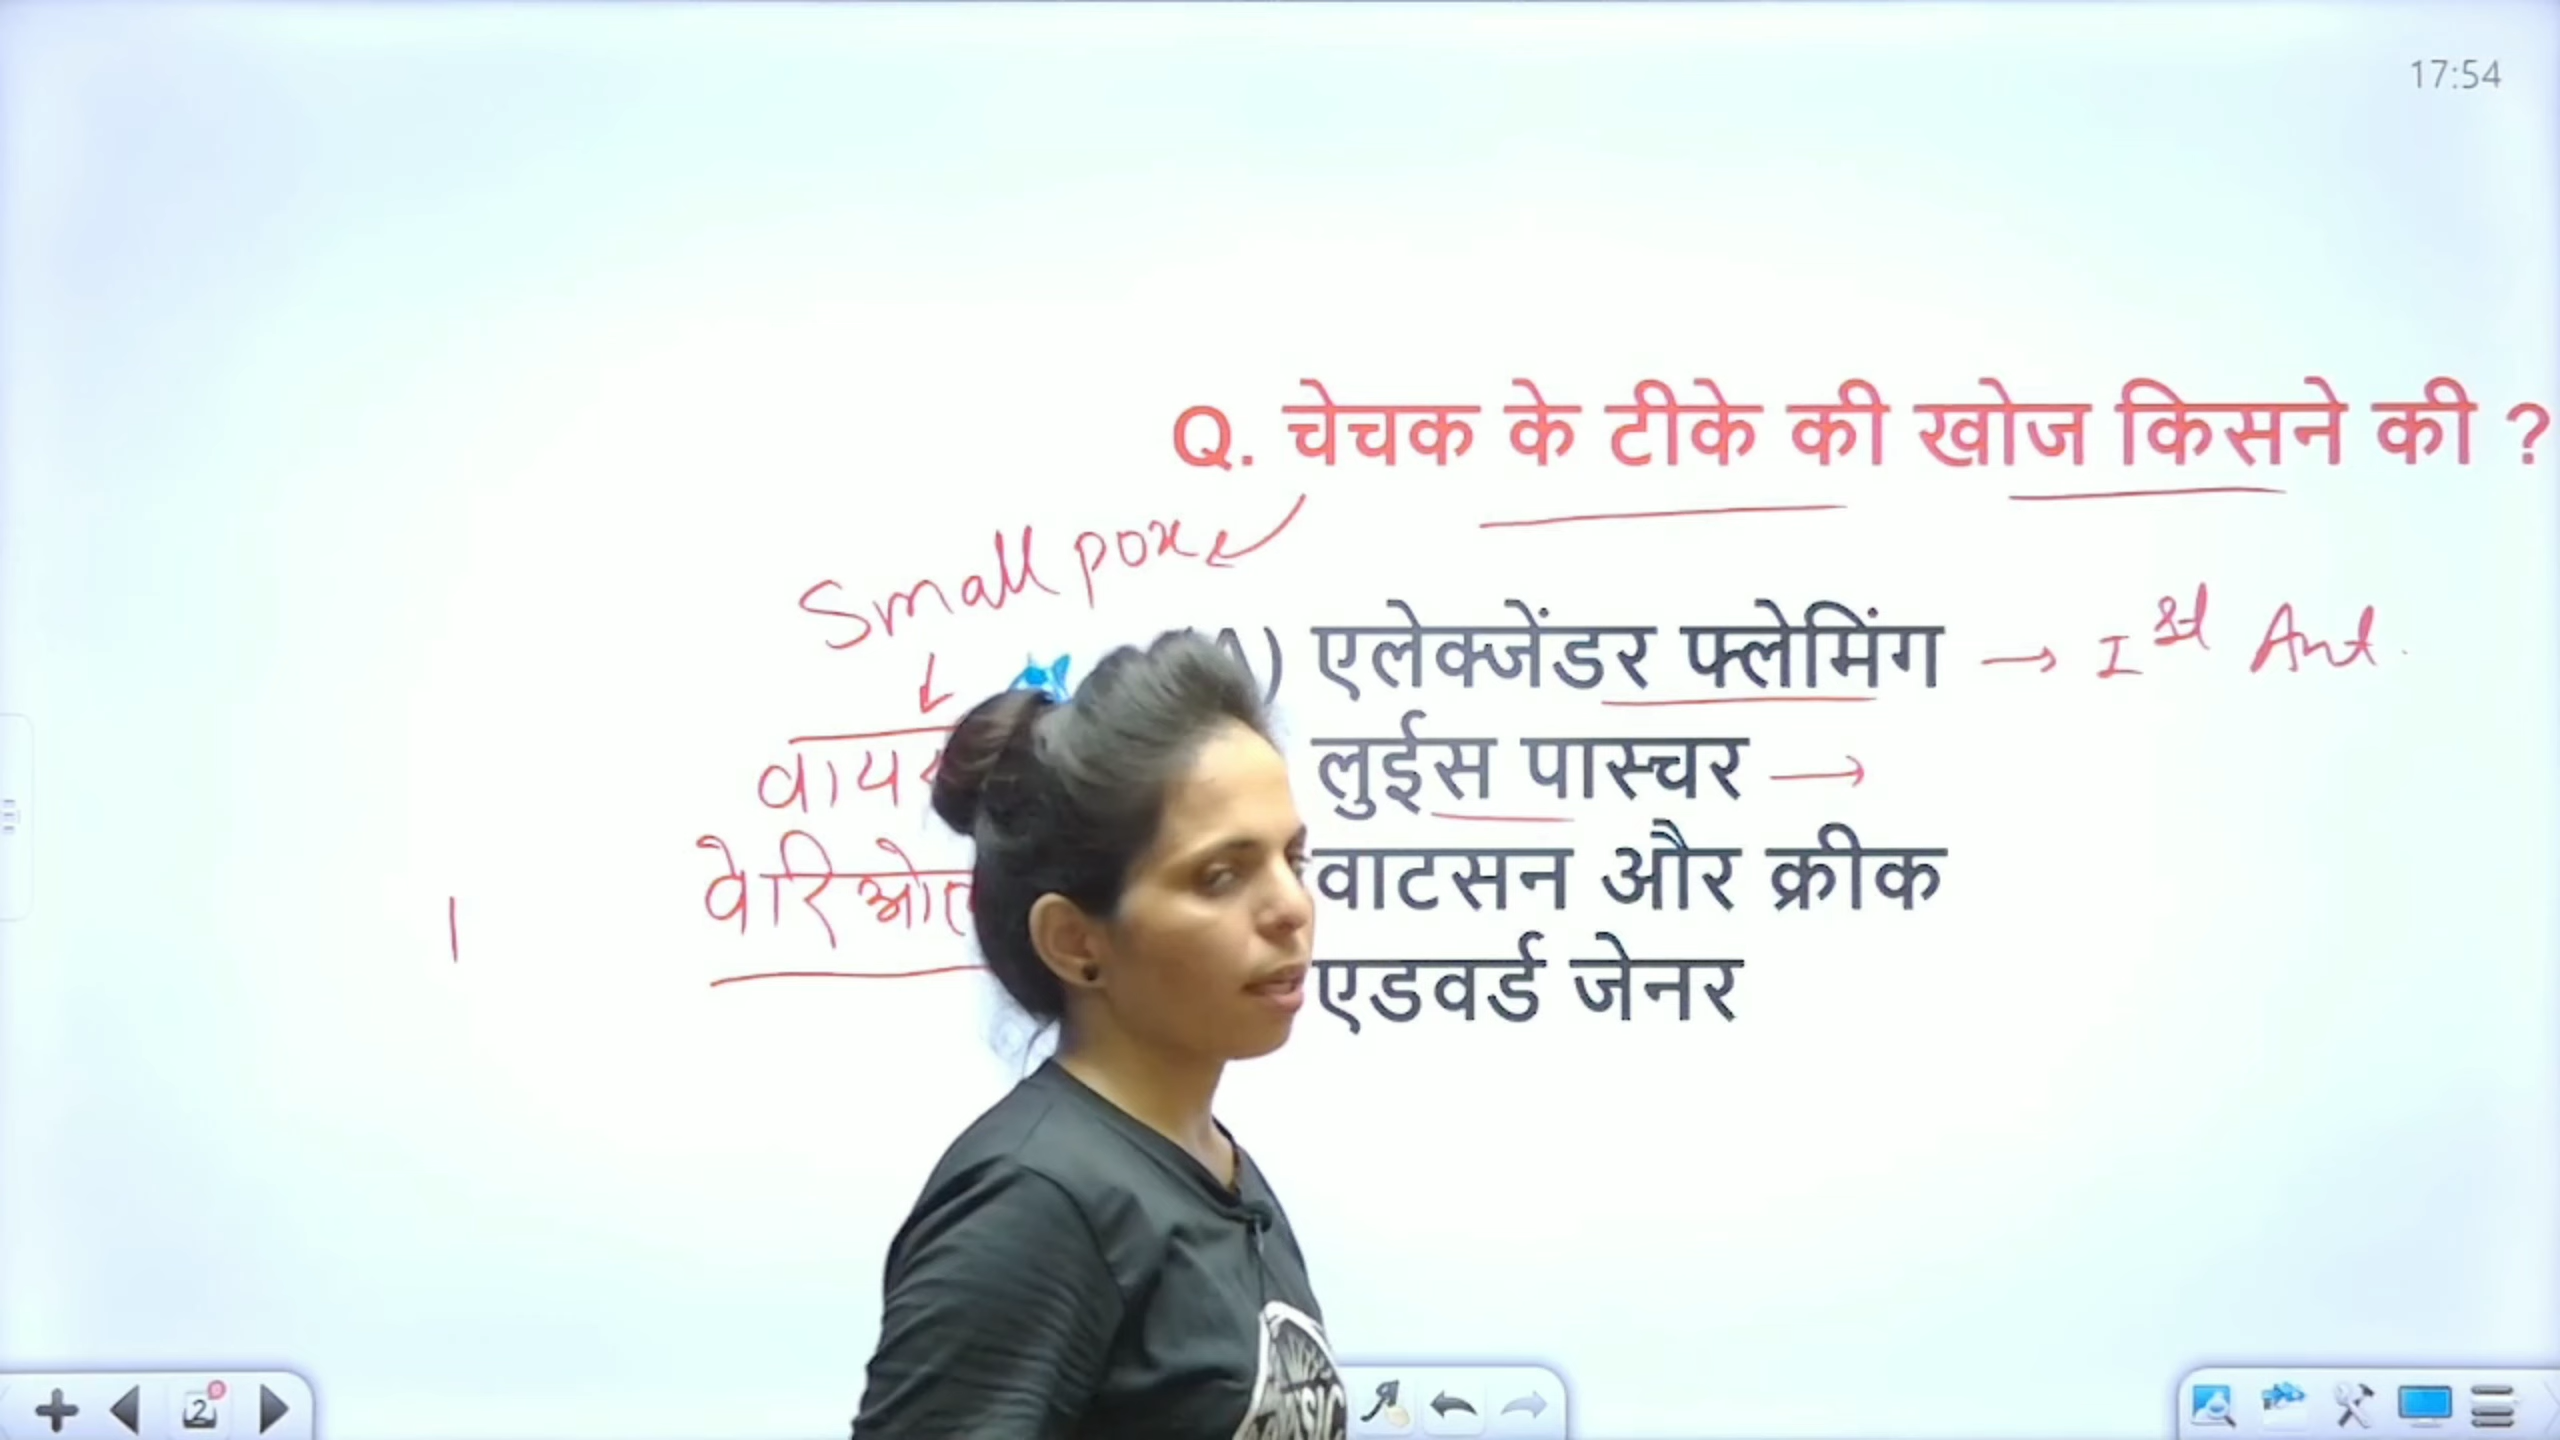 17:54
Q. चेचक के टीके की खोज किसने की ?
Small pox
एलेक्जेंडर फ्लेमिंग → Ist Ant.
लुईस पास्चर →
वाटसन और क्रीक
एडवर्ड जेनर
2